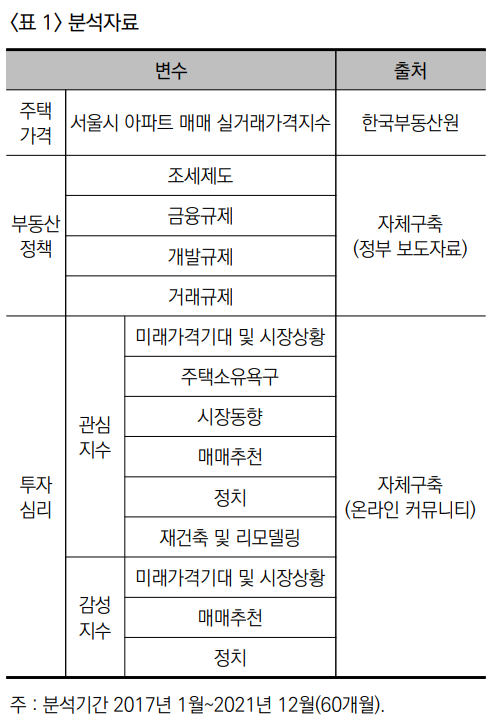 <표 1> 분석자료
변수 출처
주택
가격
서울시 아파트 매매 실거래가격지수
한국부동산원
부동산
정책
조세제도
금융규제
개발규제
거래규제
자체구축
(정부 보도자료)
투자
심리
관심
지수
미래가격기대 및 시장상황
주택소유욕구
시장동향
매매추천
정치
재건축 및 리모델링
감성
지수
미래가격기대 및 시장상황
매매추천
정치
자체구축
(온라인 커뮤니티)
주 : 분석기간 2017년 1월~2021년 12월(60개월).